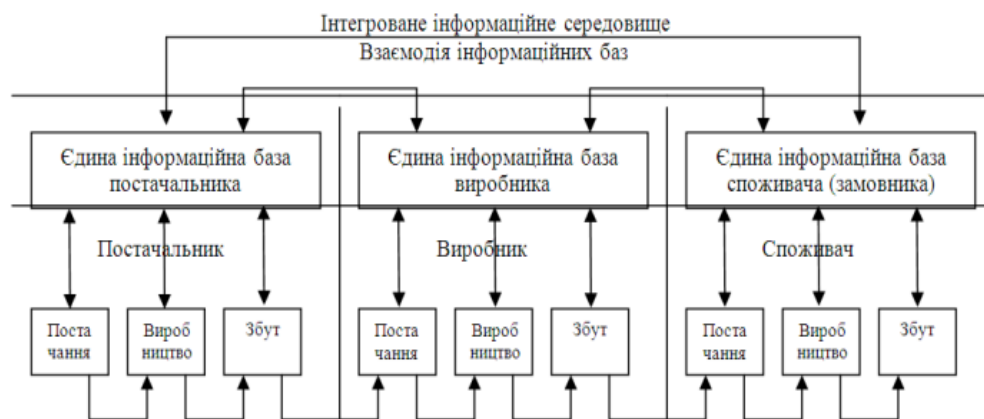 Інтегроване інформаційне середовище
Взаємодія інформаційних баз
Єдина інформаційна база
постачальника
Єдина інформаційна база
виробника
Єдина інформаційна база
споживача (замовника)
Постачальник
Виробник
Споживач
Поста
чання
Вироб
ництво
Збут
Поста
чання
Вироб
ництво
Збут
Поста
чання
Вироб
ництво
Збут